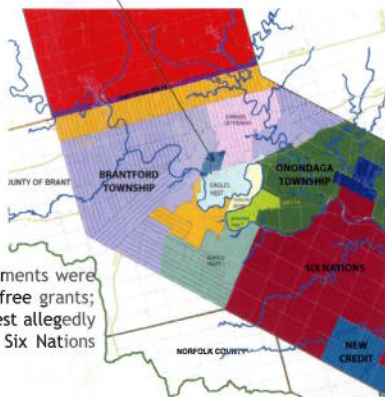 COUNTY OF BRANT
BRANTFORD
TOWNSHIP
EAGLES
NEST
ONONDAGA
TOWNSHIP
SIX NATIONS
NEW
CREDIT
NORFOLK COUNTY
ments were
free grants;
est allegedly
Six Nations